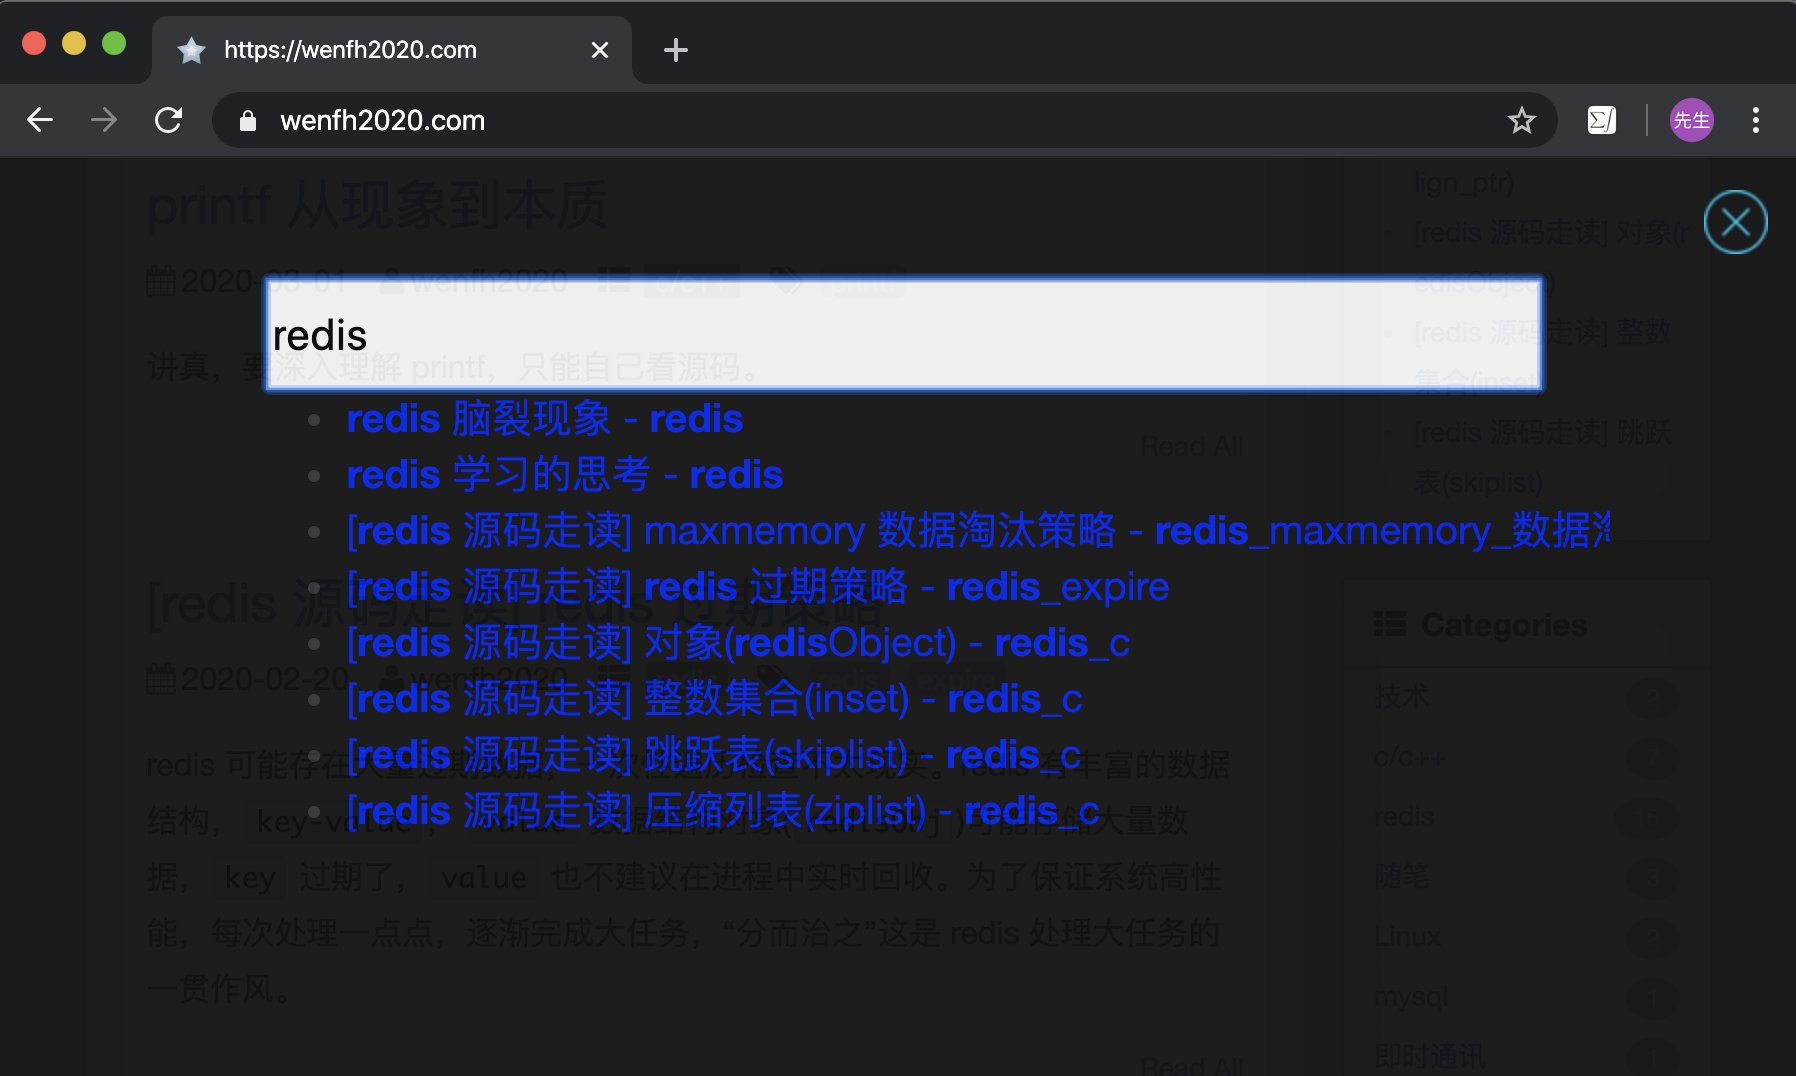 https://wenfh2020.com
wenfh2020.com
先生
printf 从现象到本质
2020-03-01 wenfh2020
讲真，要深入理解 printf，只能自己看源码。
Read All
redis
redis 脑裂现象 - redis
redis 学习的思考 - redis
[redis 源码走读] maxmemory 数据淘汰策略 - redis_maxmemory_数据淘
[redis 源码走读] redis 过期策略 - redis_expire
[redis 源码走读] 对象(redisObject) - redis_c
[redis 源码走读] 整数集合(inset) - redis_c
[redis 源码走读] 跳跃表(skiplist) - redis_c
[redis 源码走读] 压缩列表(ziplist) - redis_c
[redis 源码走读] redis 过期策略
2020-02-20 wenfh2020 redis expire
redis 可能存在大量过期数据，一次性遍历检查不太现实。redis 有丰富的数据
结构，key-value，value 数据结构对象(redisObj)可能存储大量数
据，key 过期了，value 也不建议在进程中实时回收。为了保证系统高性
能，每次处理一点点，逐渐完成大任务，“分而治之”这是 redis 处理大任务的
一贯作风。
Read All
lign_ptr)
[redis 源码走读] 对象(r
edisObject)
[redis 源码走读] 整数
集合(inset)
[redis 源码走读] 跳跃
表(skiplist)
Categories
技术 2
c/c++ 7
redis 15
随笔 3
Linux 2
mysql 1
即时通讯 1